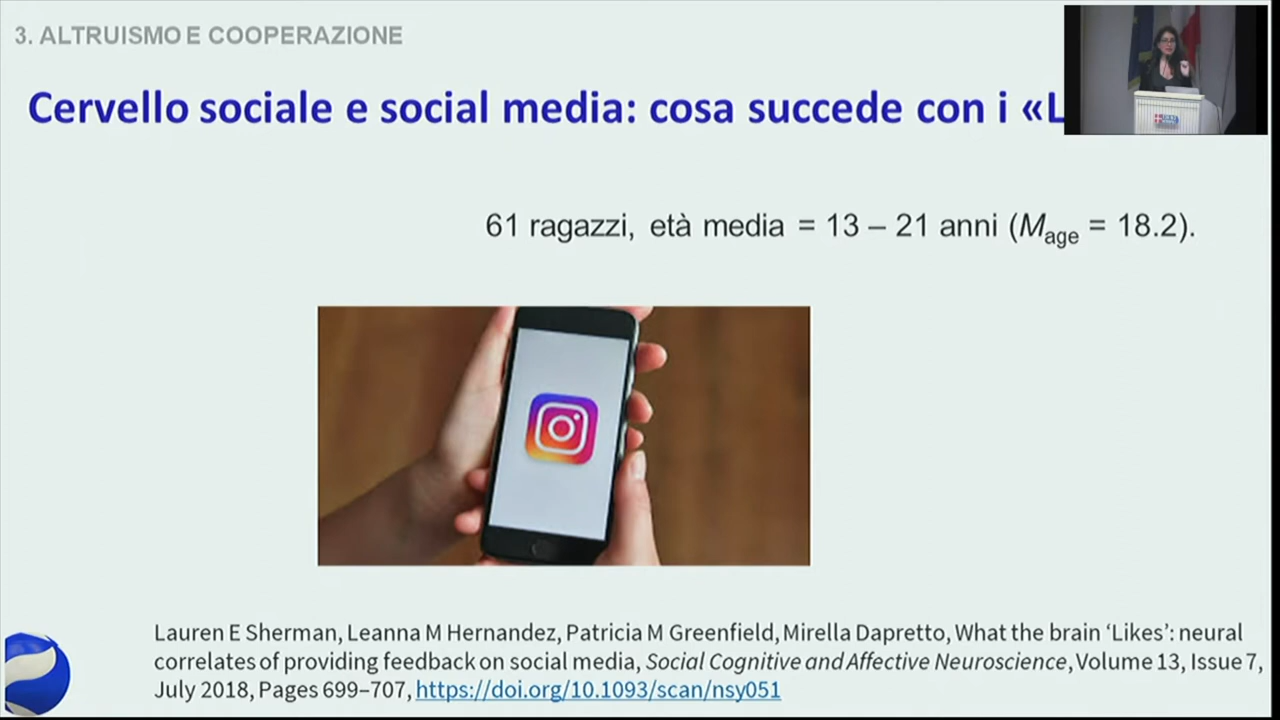 3. ALTRUISMO E COOPERAZIONE
Cervello sociale e social media: cosa succede con i «L
61 ragazzi, età media = 13 – 21 anni (Mage = 18.2).
Lauren E Sherman, Leanna M Hernandez, Patricia M Greenfield, Mirella Dapretto, What the brain ‘Likes’: neural
correlates of providing feedback on social media, Social Cognitive and Affective Neuroscience, Volume 13, Issue 7,
July 2018, Pages 699–707, https://doi.org/10.1093/scan/nsy051